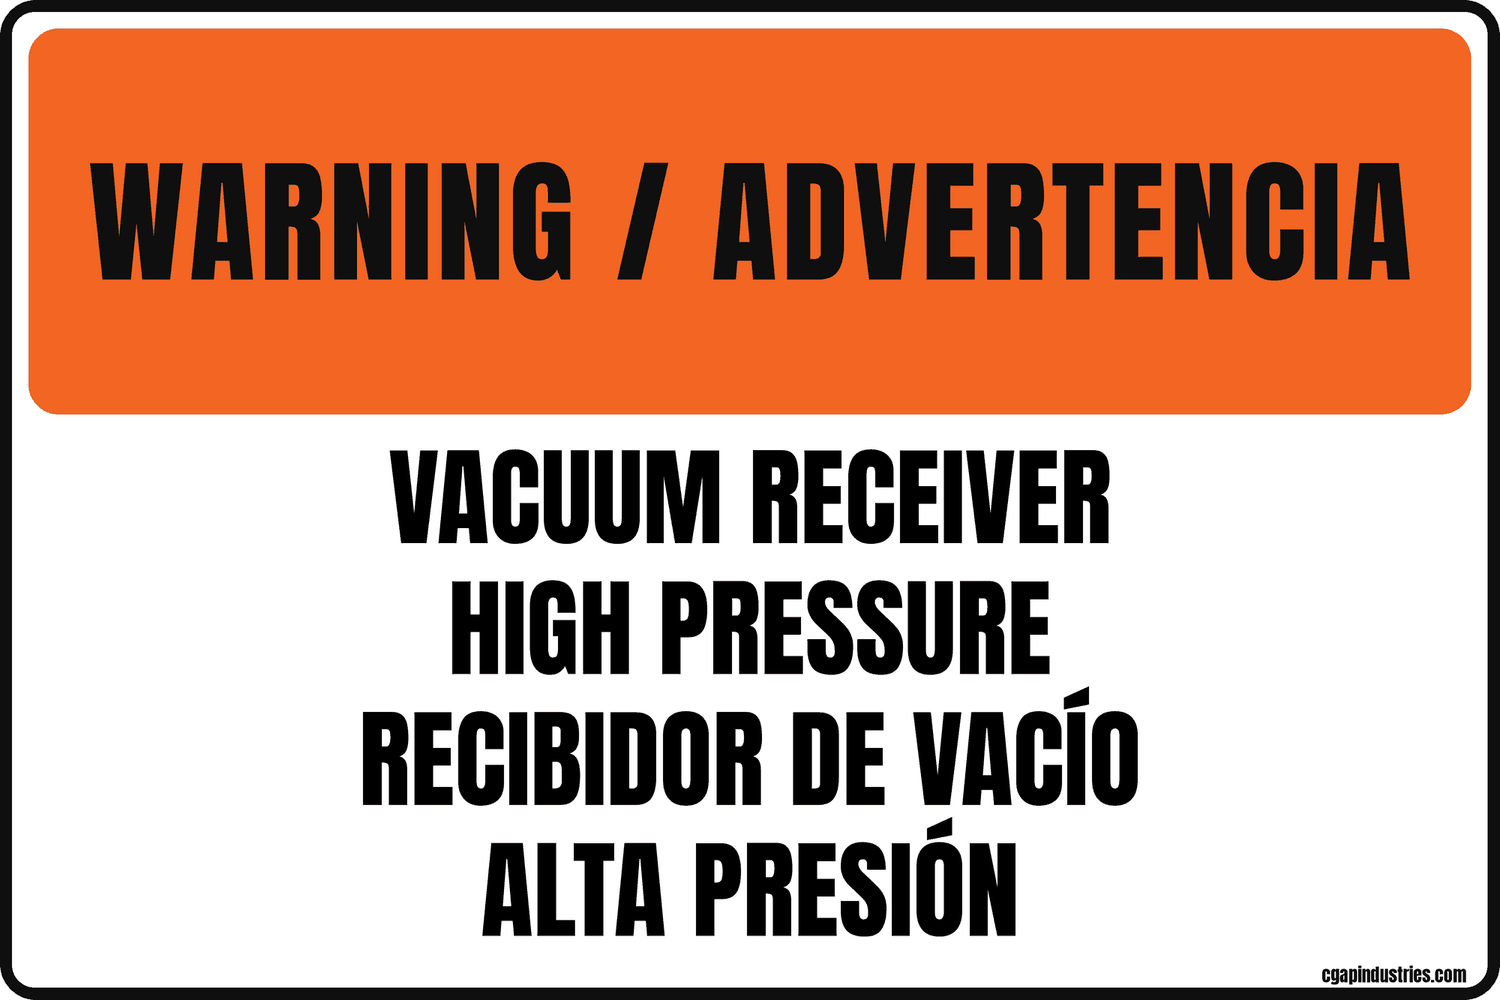 WARNING / ADVERTENCIA
VACUUM RECEIVER
HIGH PRESSURE
RECIBIDOR DE VACÍO
ALTA PRESIÓN
cgapindustries.com